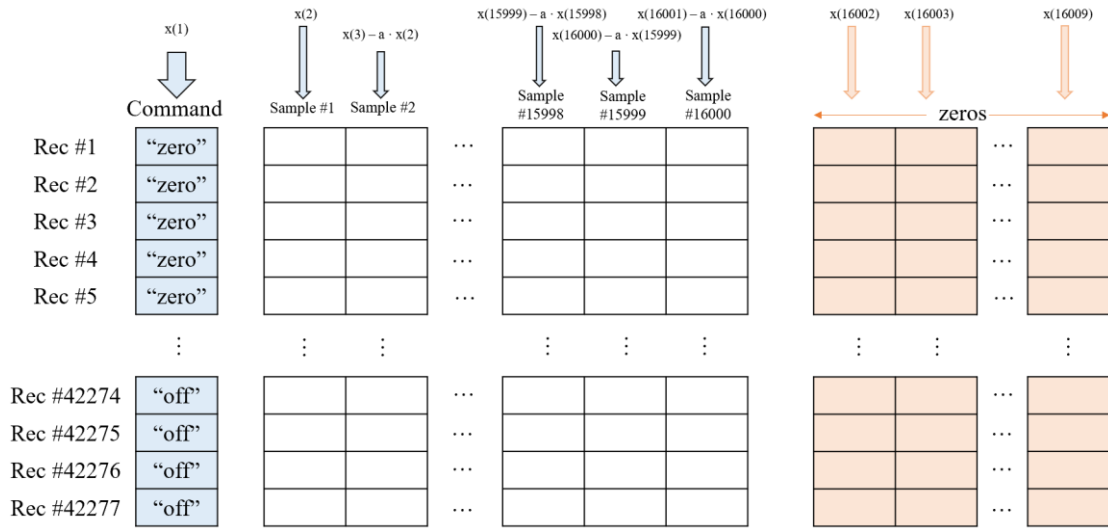 x(1)
x(2)
x(3) – a · x(2)
x(15999) – a · x(15998)
x(16000) – a · x(15999)
x(16001) – a · x(16000)
x(16002)
x(16003)
x(16009)
Command
Sample #1
Sample #2
Sample
#15998
Sample
#15999
Sample
#16000
zeros
Rec #1 “zero” ...
Rec #2 “zero” ...
Rec #3 “zero” ...
Rec #4 “zero” ...
Rec #5 “zero” ...
Rec #42274 “off” ...
Rec #42275 “off” ...
Rec #42276 “off” ...
Rec #42277 “off” ...